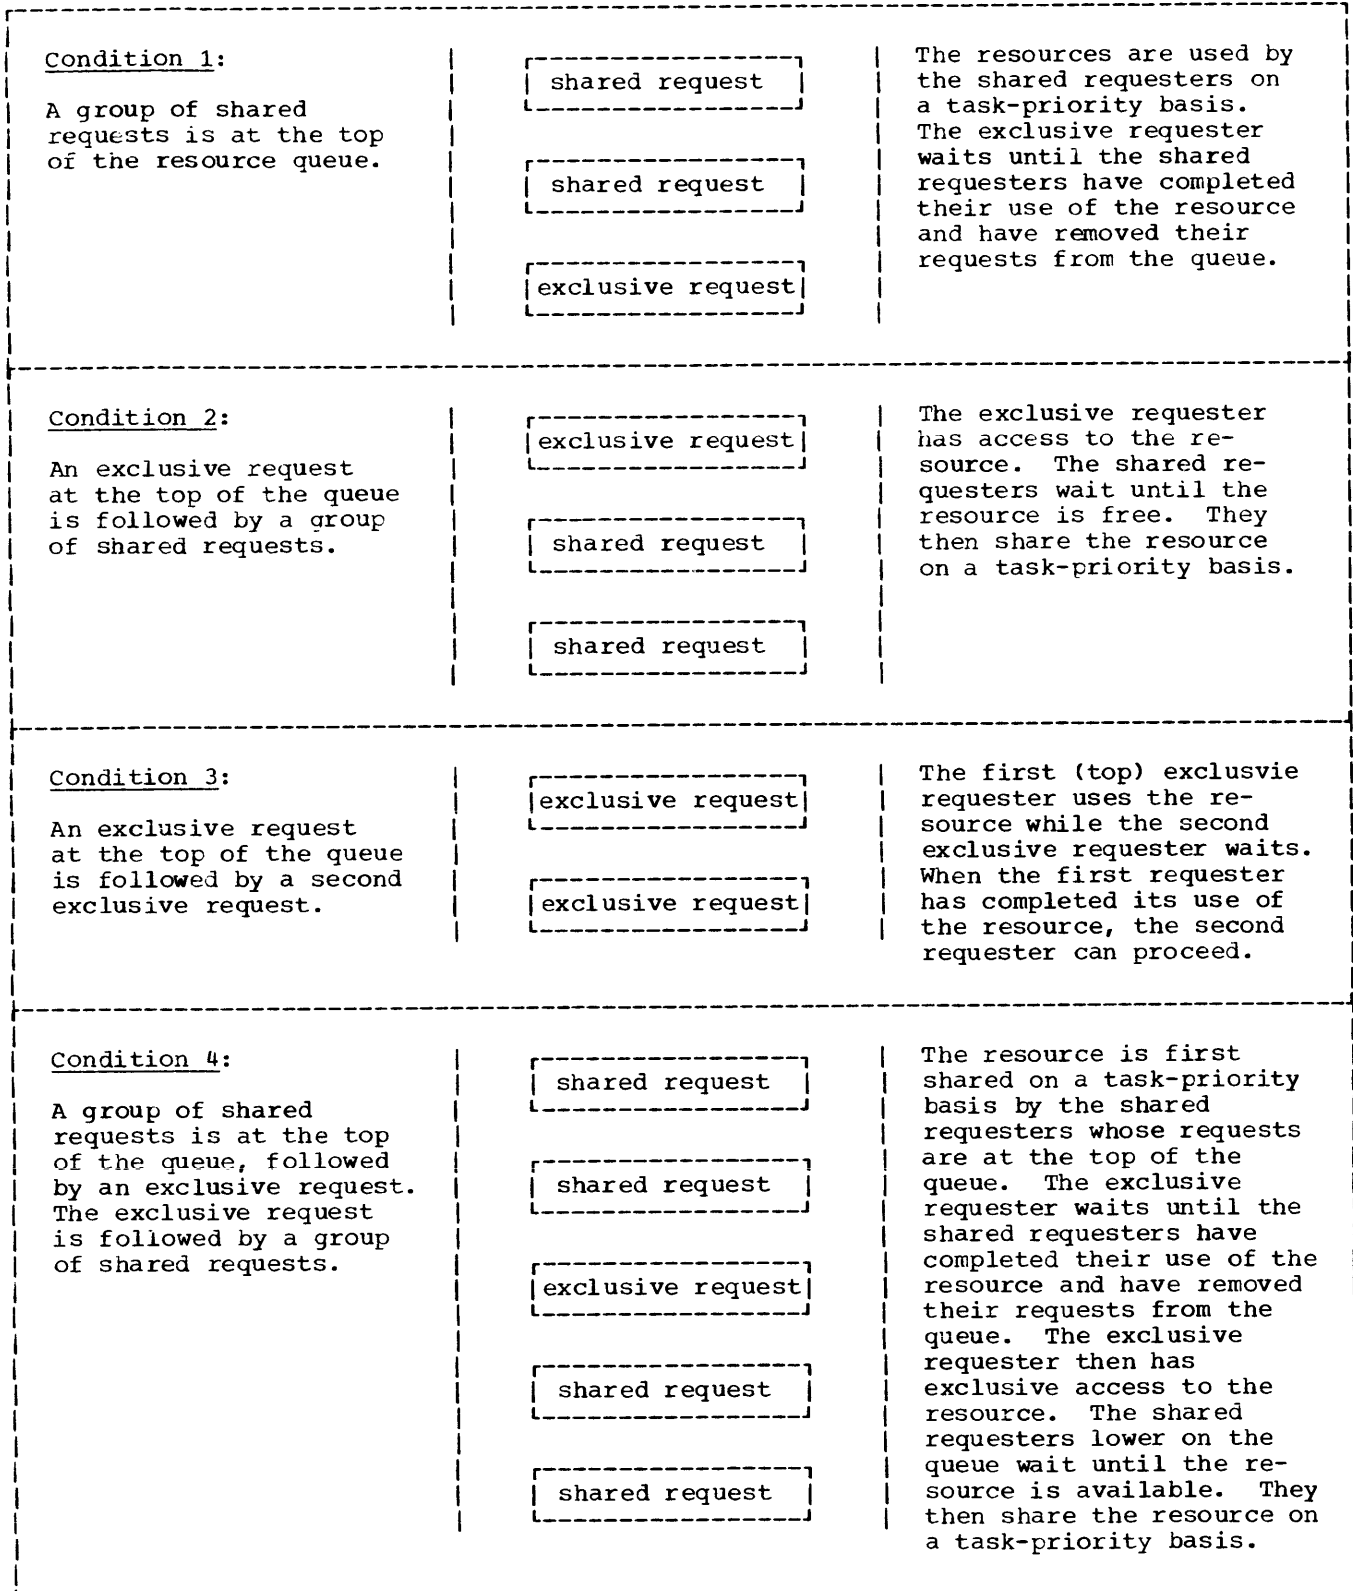 Condition 1:
A group of shared
requests is at the top
of the resource queue.
shared request
shared request
exclusive request
The resources are used by
the shared requesters on
a task-priority basis.
The exclusive requester
waits until the shared
requesters have completed
their use of the resource
and have removed their
requests from the queue.
Condition 2:
An exclusive request
at the top of the queue
is followed by a group
of shared requests.
exclusive request
shared request
shared request
The exclusive requester
has access to the re-
source. The shared re-
questers wait until the
resource is free. They
then share the resource
on a task-priority basis.
Condition 3:
An exclusive request
at the top of the queue
is followed by a second
exclusive request.
exclusive request
exclusive request
The first (top) exclusvie
requester uses the re-
source while the second
exclusive requester waits.
When the first requester
has completed its use of
the resource, the second
requester can proceed.
Condition 4:
A group of shared
requests is at the top
of the queue, followed
by an exclusive request.
The exclusive request
is followed by a group
of shared requests.
shared request
shared request
exclusive request
shared request
shared request
The resource is first
shared on a task-priority
basis by the shared
requesters whose requests
are at the top of the
queue. The exclusive
requester waits until the
shared requesters have
completed their use of the
resource and have removed
their requests from the
queue. The exclusive
requester then has
exclusive access to the
resource. The shared
requesters lower on the
queue wait until the re-
source is available. They
then share the resource on
a task-priority basis.